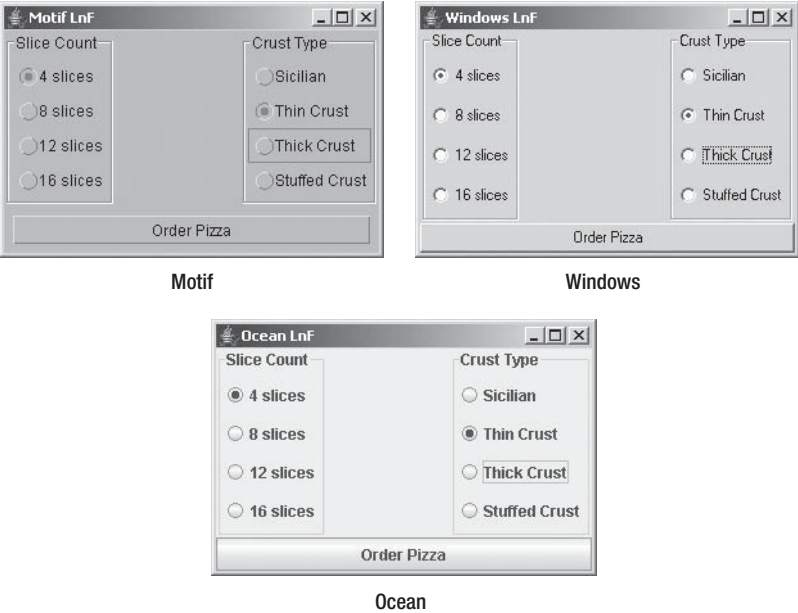 Motif LnF
Slice Count
Crust Type
4 slices
Sicilian
8 slices
Thin Crust
12 slices
Thick Crust
16 slices
Stuffed Crust
Order Pizza
Motif
Windows LnF
Slice Count
Crust Type
4 slices
Sicilian
8 slices
Thin Crust
12 slices
Thick Crust
16 slices
Stuffed Crust
Order Pizza
Windows
Ocean LnF
Slice Count
Crust Type
4 slices
Sicilian
8 slices
Thin Crust
12 slices
Thick Crust
16 slices
Stuffed Crust
Order Pizza
Ocean